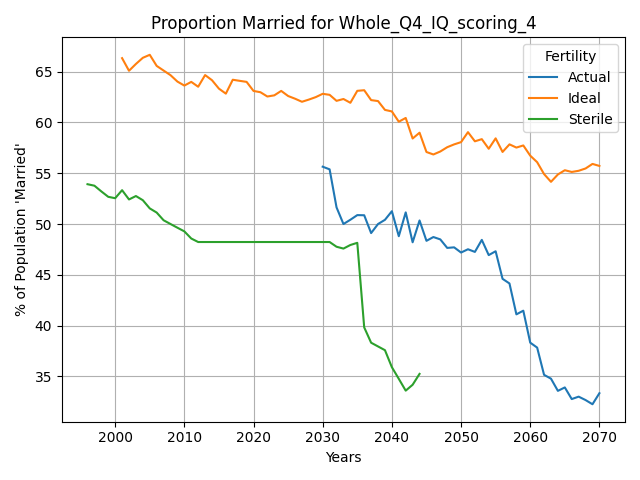 Proportion Married for Whole_Q4_IQ_scoring_4
% of Population 'Married'
65
60
55
50
45
40
35
2000 2010 2020 2030 2040 2050 2060 2070
Years
Fertility
Actual
Ideal
Sterile